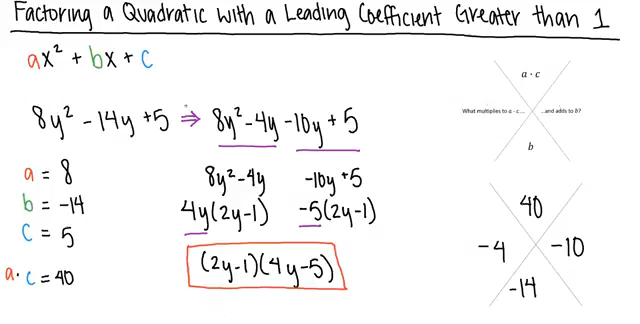 Factoring a Quadratic with a Leading Coefficient Greater than 1
ax² + bx + c
8y² - 14y + 5 ⇒ 8y² - 4y - 10y + 5
a = 8
b = -14
c = 5
a · c = 40
8y² - 4y -10y + 5
4y(2y-1) -5(2y-1)
(2y-1)(4y-5)
a · c
What multiplies to a · c... ...and adds to b?
b
40
-4 -10
-14